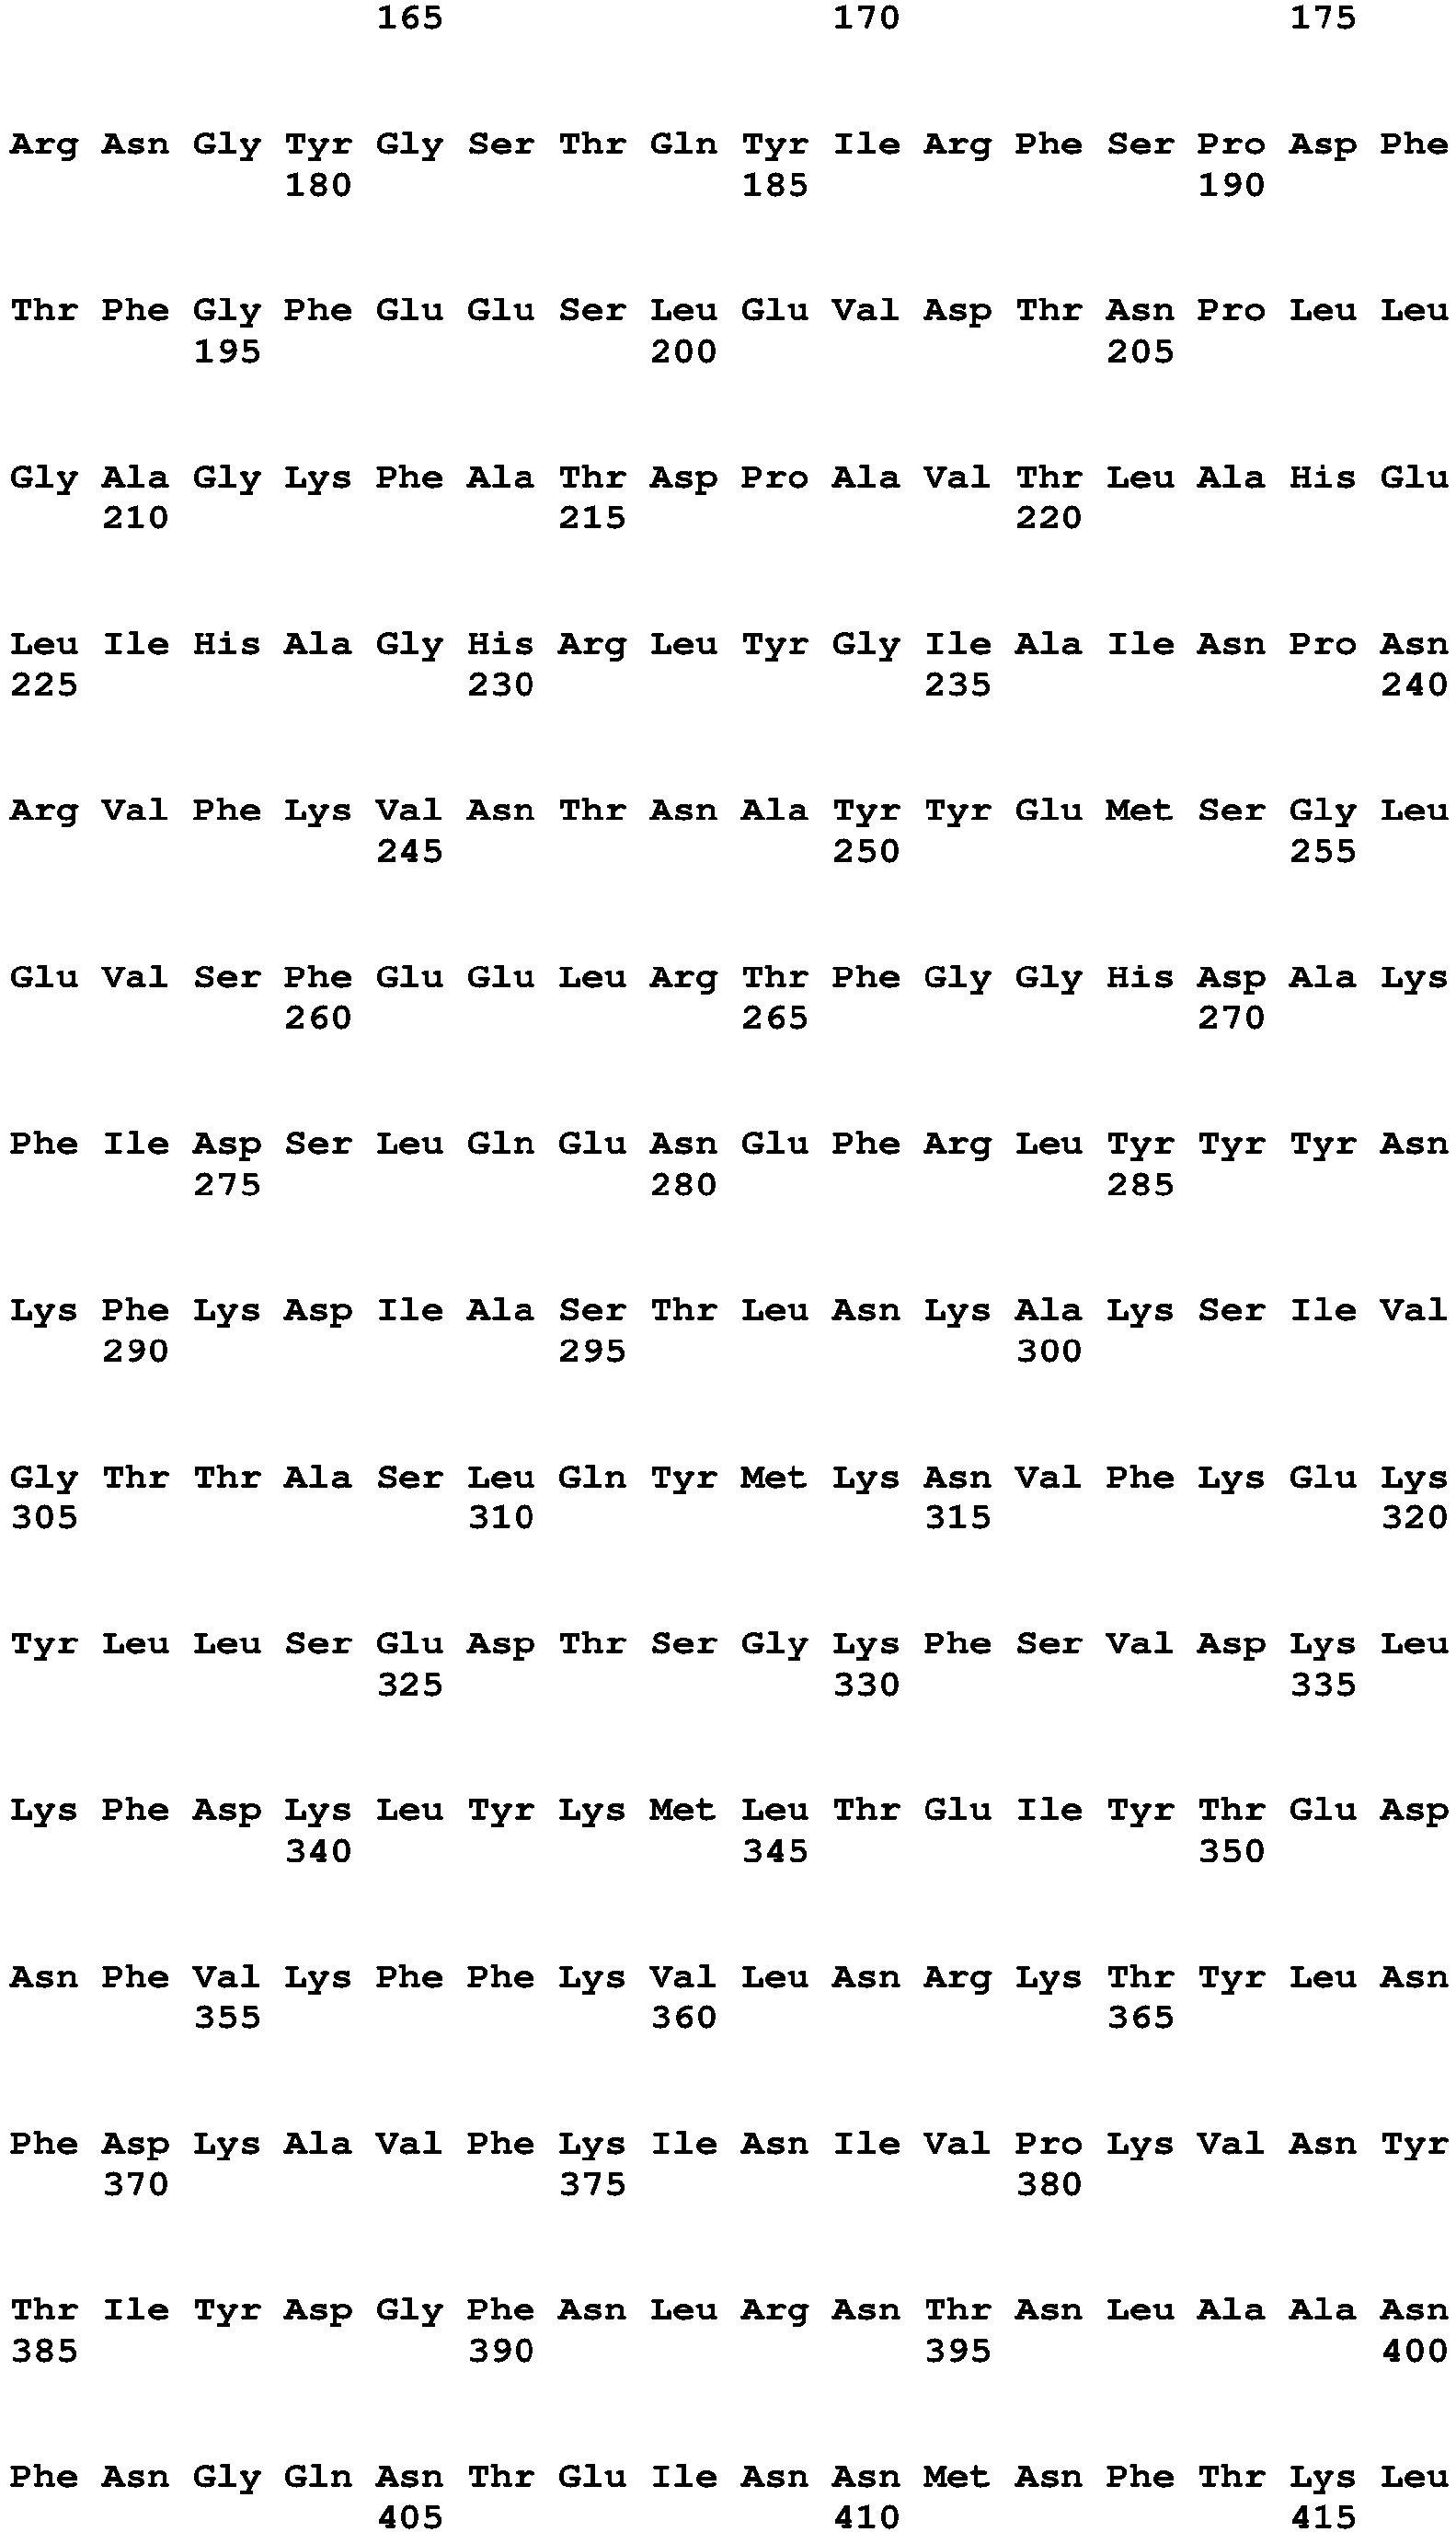 165 170 175
Arg Asn Gly Tyr Gly Ser Thr Gln Tyr Ile Arg Phe Ser Pro Asp Phe
180 185 190
Thr Phe Gly Phe Glu Glu Ser Leu Glu Val Asp Thr Asn Pro Leu Leu
195 200 205
Gly Ala Gly Lys Phe Ala Thr Asp Pro Ala Val Thr Leu Ala His Glu
210 215 220
Leu Ile His Ala Gly His Arg Leu Tyr Gly Ile Ala Ile Asn Pro Asn
225 230 235 240
Arg Val Phe Lys Val Asn Thr Asn Ala Tyr Tyr Glu Met Ser Gly Leu
245 250 255
Glu Val Ser Phe Glu Glu Leu Arg Thr Phe Gly Gly His Asp Ala Lys
260 265 270
Phe Ile Asp Ser Leu Gln Glu Asn Glu Phe Arg Leu Tyr Tyr Tyr Asn
275 280 285
Lys Phe Lys Asp Ile Ala Ser Thr Leu Asn Lys Ala Lys Ser Ile Val
290 295 300
Gly Thr Thr Ala Ser Leu Gln Tyr Met Lys Asn Val Phe Lys Glu Lys
305 310 315 320
Tyr Leu Leu Ser Glu Asp Thr Ser Gly Lys Phe Ser Val Asp Lys Leu
325 330 335
Lys Phe Asp Lys Leu Tyr Lys Met Leu Thr Glu Ile Tyr Thr Glu Asp
340 345 350
Asn Phe Val Lys Phe Phe Lys Val Leu Asn Arg Lys Thr Tyr Leu Asn
355 360 365
Phe Asp Lys Ala Val Phe Lys Ile Asn Ile Val Pro Lys Val Asn Tyr
370 375 380
Thr Ile Tyr Asp Gly Phe Asn Leu Arg Asn Thr Asn Leu Ala Ala Asn
385 390 395 400
Phe Asn Gly Gln Asn Thr Glu Ile Asn Asn Met Asn Phe Thr Lys Leu
405 410 415